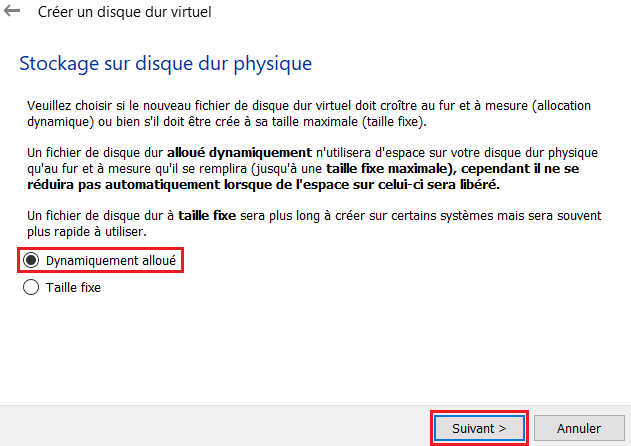 Créer un disque dur virtuel
Stockage sur disque dur physique
Veuillez choisir si le nouveau fichier de disque dur virtuel doit croître au fur et à mesure (allocation
dynamique) ou bien s'il doit être crée à sa taille maximale (taille fixe).
Un fichier de disque dur alloué dynamiquement n'utilisera d'espace sur votre disque dur physique
qu'au fur et à mesure qu'il se remplira (jusqu'à une taille fixe maximale), cependant il ne se
réduira pas automatiquement lorsque de l'espace sur celui-ci sera libéré.
Un fichier de disque dur à taille fixe sera plus long à créer sur certains systèmes mais sera souvent
plus rapide à utiliser.
Dynamiquement alloué
Taille fixe
Suivant >
Annuler